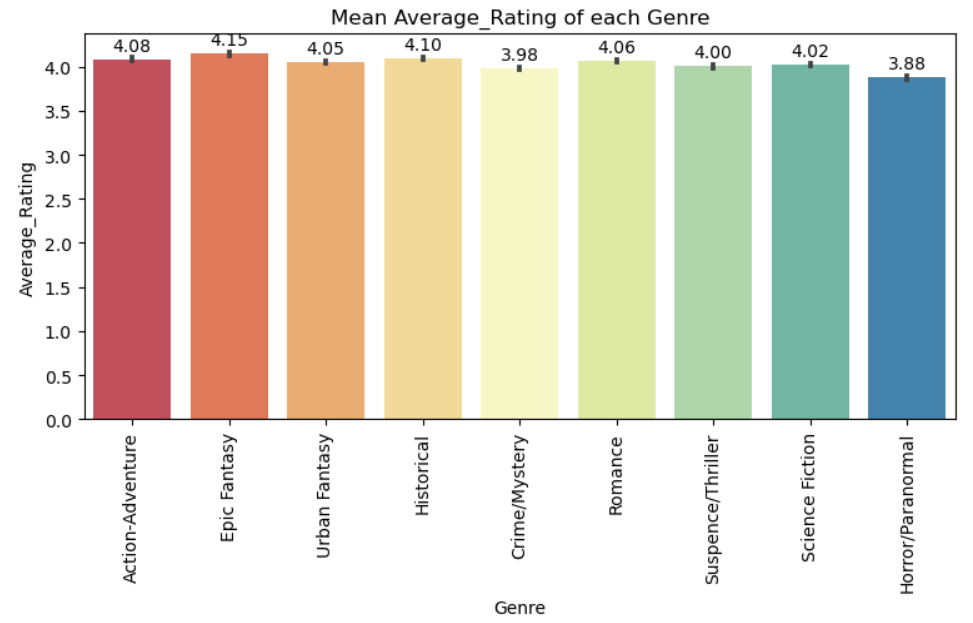 Mean Average_Rating of each Genre
4.08
4.15
4.05
4.10
3.98
4.06
4.00
4.02
3.88
Average_Rating
4.0
3.5
3.0
2.5
2.0
1.5
1.0
0.5
0.0
Action-Adventure
Epic Fantasy
Urban Fantasy
Historical
Crime/Mystery
Romance
Suspence/Thriller
Science Fiction
Horror/Paranormal
Genre